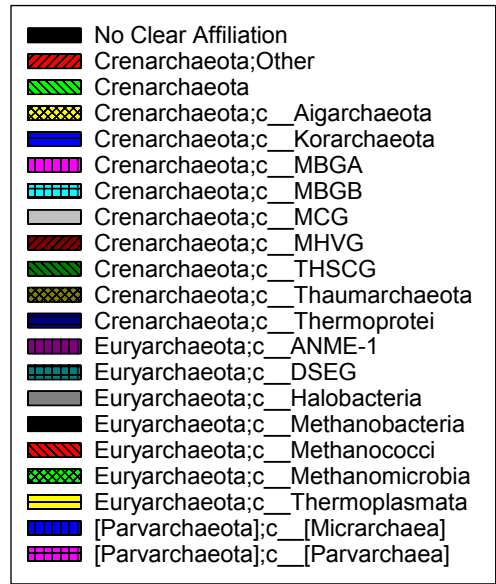 No Clear Affiliation
Crenarchaeota;Other
Crenarchaeota
Crenarchaeota;c__Aigarchaeota
Crenarchaeota;c__Korarchaeota
Crenarchaeota;c__MBGA
Crenarchaeota;c__MBGB
Crenarchaeota;c__MCG
Crenarchaeota;c__MHVG
Crenarchaeota;c__THSCG
Crenarchaeota;c__Thaumarchaeota
Crenarchaeota;c__Thermoprotei
Euryarchaeota;c__ANME-1
Euryarchaeota;c__DSEG
Euryarchaeota;c__Halobacteria
Euryarchaeota;c__Methanobacteria
Euryarchaeota;c__Methanococci
Euryarchaeota;c__Methanomicrobia
Euryarchaeota;c__Thermoplasmata
[Parvarchaeota];c__[Micrarchaea]
[Parvarchaeota];c__[Parvarchaea]